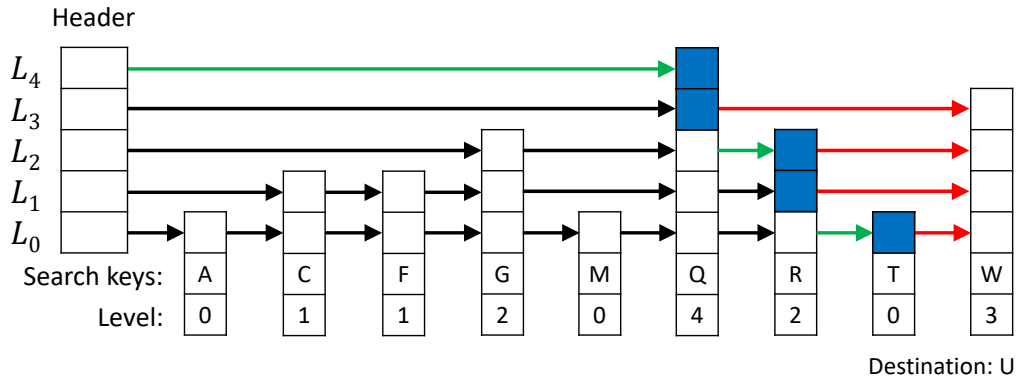 Header
L4
L3
L2
L1
L0
Search keys: A C F G M Q R T W
Level: 0 1 1 2 0 4 2 0 3
Destination: U